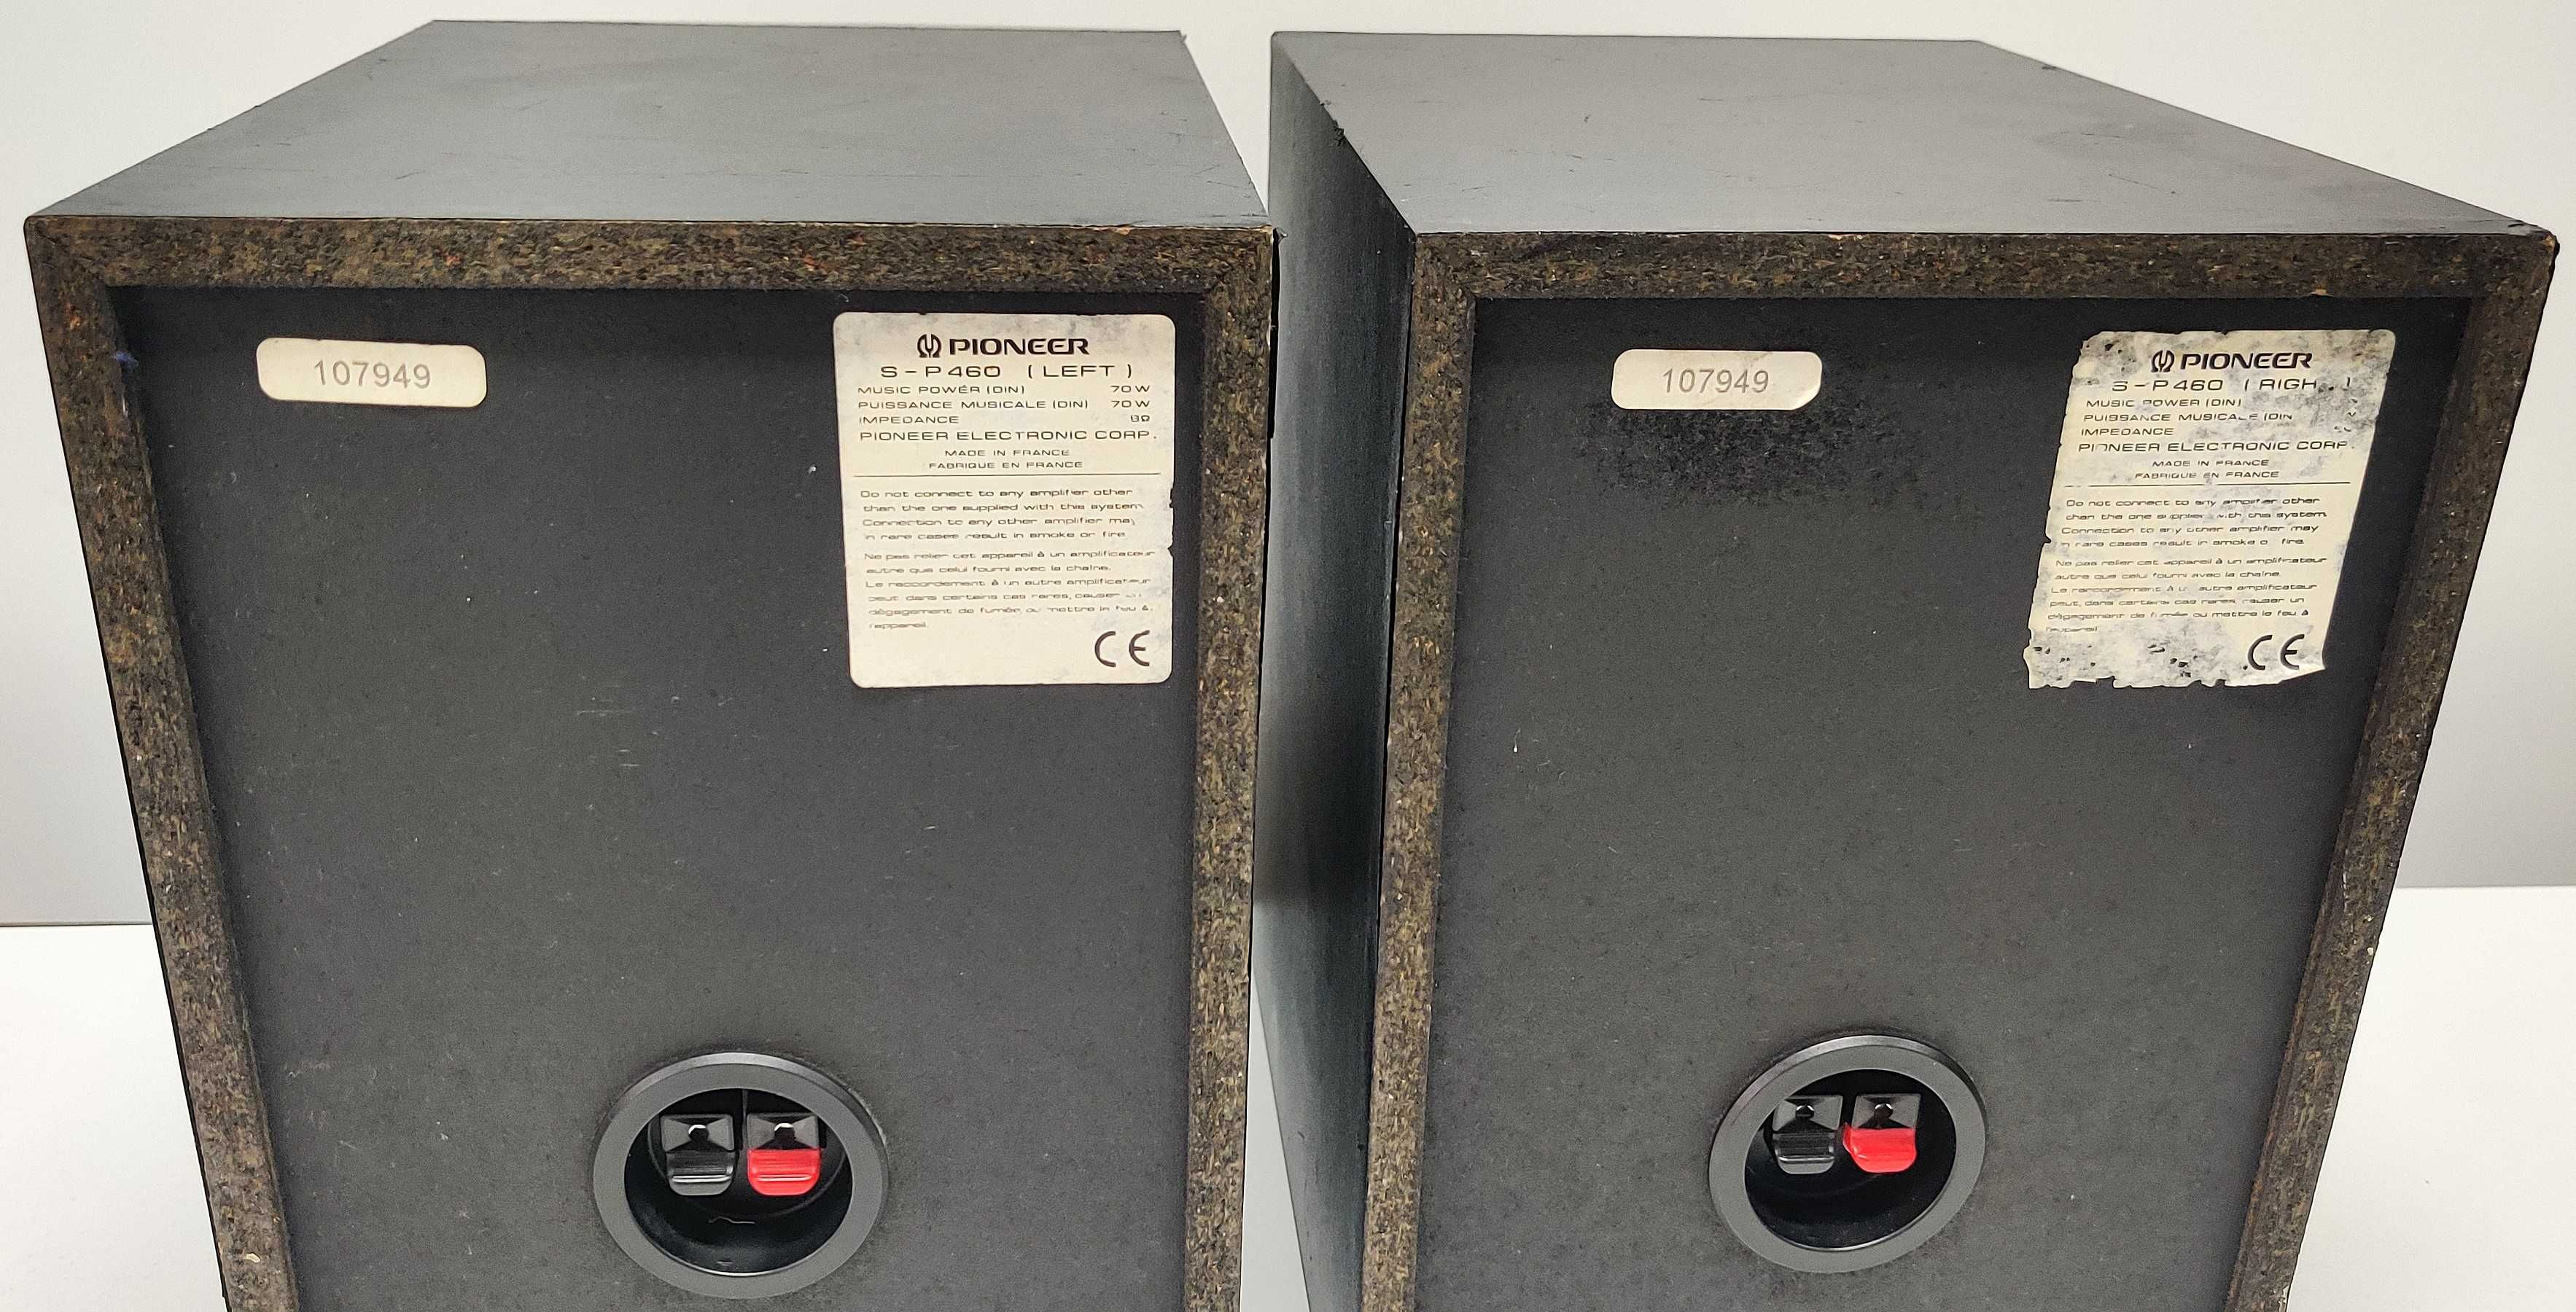 107949
PIONEER
S-P460 (LEFT)
MUSIC POWER (DIN) 70W
PUISSANCE MUSICALE (DIN) 70W
IMPEDANCE
PIONEER ELECTRONIC CORP.
MADE IN FRANCE
FABRIQUE EN FRANCE
Do not connect to any amplifier other
than the one supplied with this system.
Connection to any other amplifier may
in rare cases result in smoke or fire
Ne pas relier cet appareil à un amplificateur
autre que celui fourni avec la chaîne.
Le raccordement à un autre amplificateur
peut dans certains cas rares, causer un
dégagement de fumée ou mettre le feu à
l'appareil.
CE
107949
PIONEER
S-P460 (RIGH )
MUSIC POWER (DIN)
PUISSANCE MUSICALE (DIN
IMPEDANCE
PIONEER ELECTRONIC CORP.
MADE IN FRANCE
FABRIQUE EN FRANCE
Do not connect to any amplifier other
than the one supplied with this system.
Connection to any other amplifier may
in rare cases result in smoke o fire.
Ne pas relier cet appareil à un amplificateur
autre que celui fourni avec la chaîne.
Le raccordement à un autre amplificateur
peut, dans certains cas rares, causer un
dégagement de fumée ou mettre le feu à
l'appareil
CE